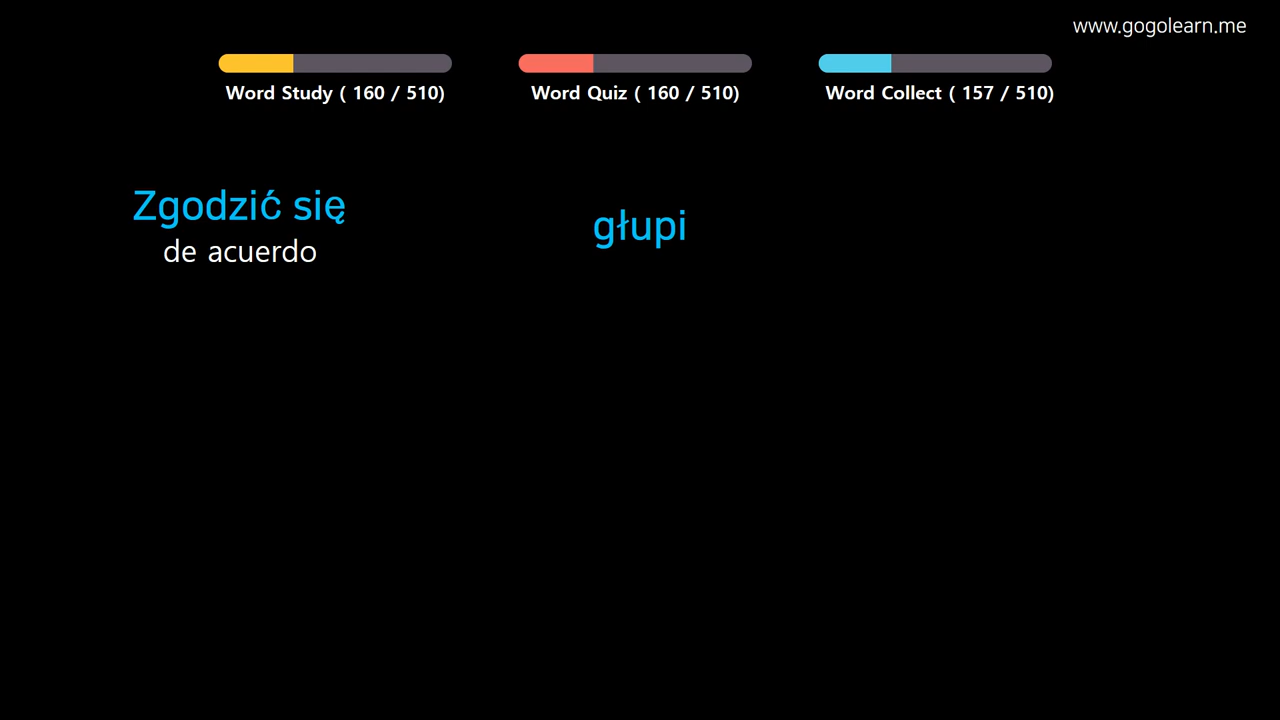 www.gogolearn.me
Word Study ( 160 / 510)
Word Quiz ( 160 / 510)
Word Collect ( 157 / 510)
Zgodzić się
de acuerdo
głupi